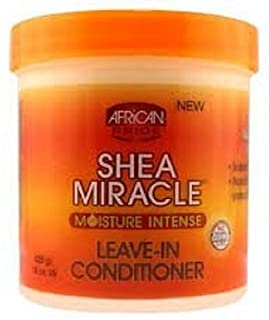 AFRICAN
PRIDE
NEW
SHEA
MIRACLE
MOISTURE INTENSE
LEAVE-IN
CONDITIONER